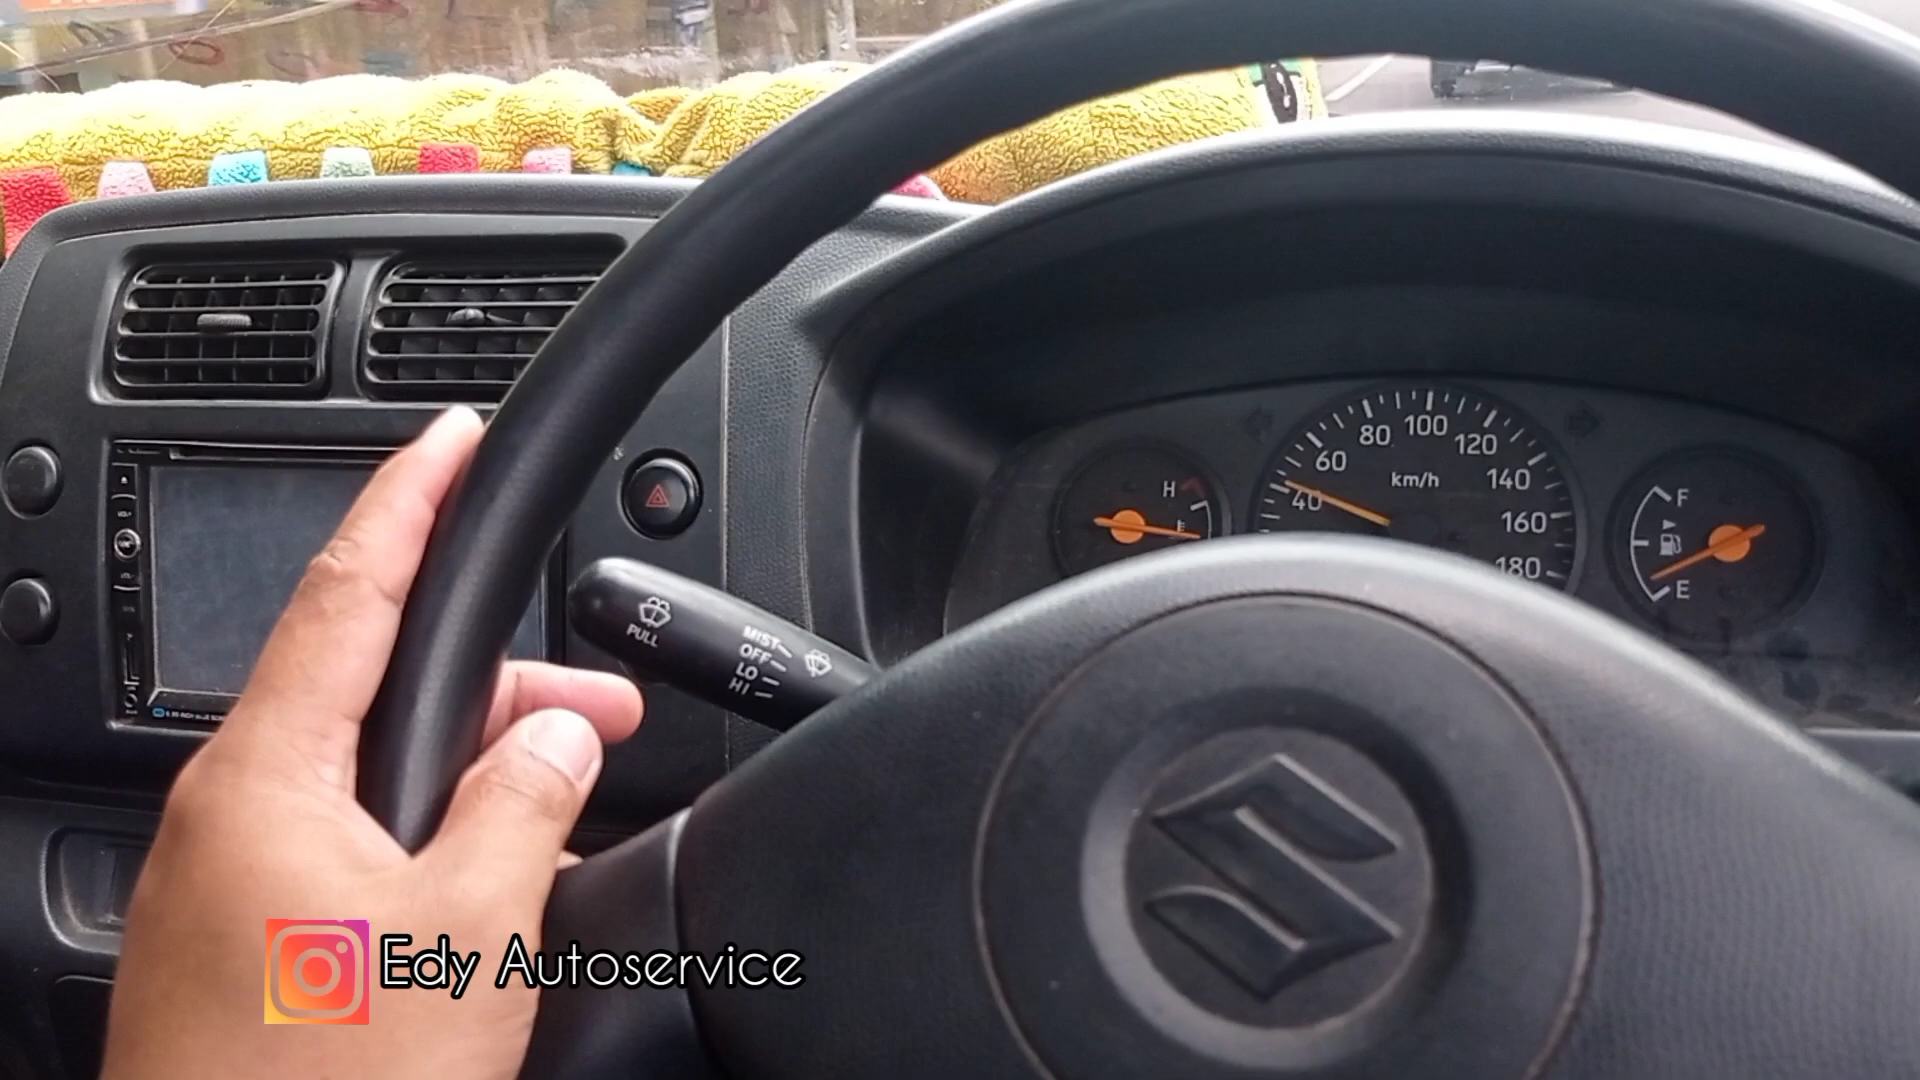 PULL
MIST
OFF
LO
HI
H
40
60
80
100
120
140
160
180
km/h
F
E
Edy Autoservice